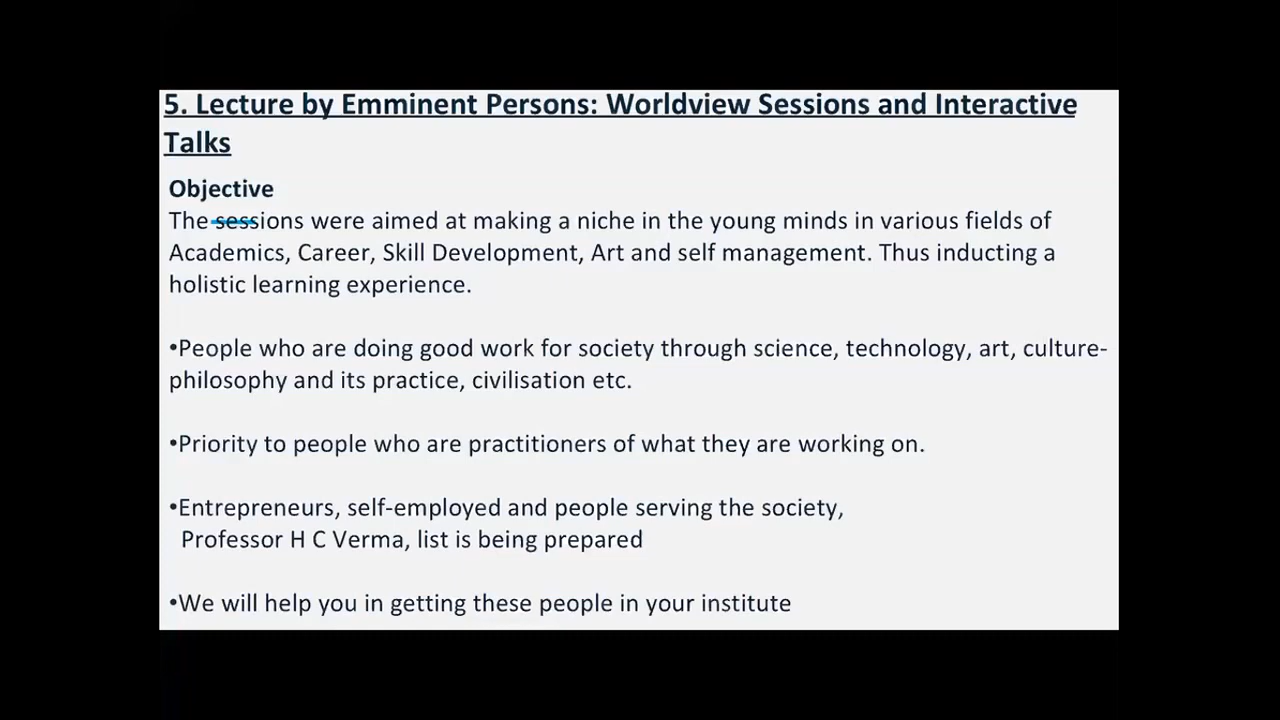 5. Lecture by Emminent Persons: Worldview Sessions and Interactive
Talks
Objective
The sessions were aimed at making a niche in the young minds in various fields of
Academics, Career, Skill Development, Art and self management. Thus inducting a
holistic learning experience.
•People who are doing good work for society through science, technology, art, culture-
philosophy and its practice, civilisation etc.
•Priority to people who are practitioners of what they are working on.
•Entrepreneurs, self-employed and people serving the society,
Professor H C Verma, list is being prepared
•We will help you in getting these people in your institute